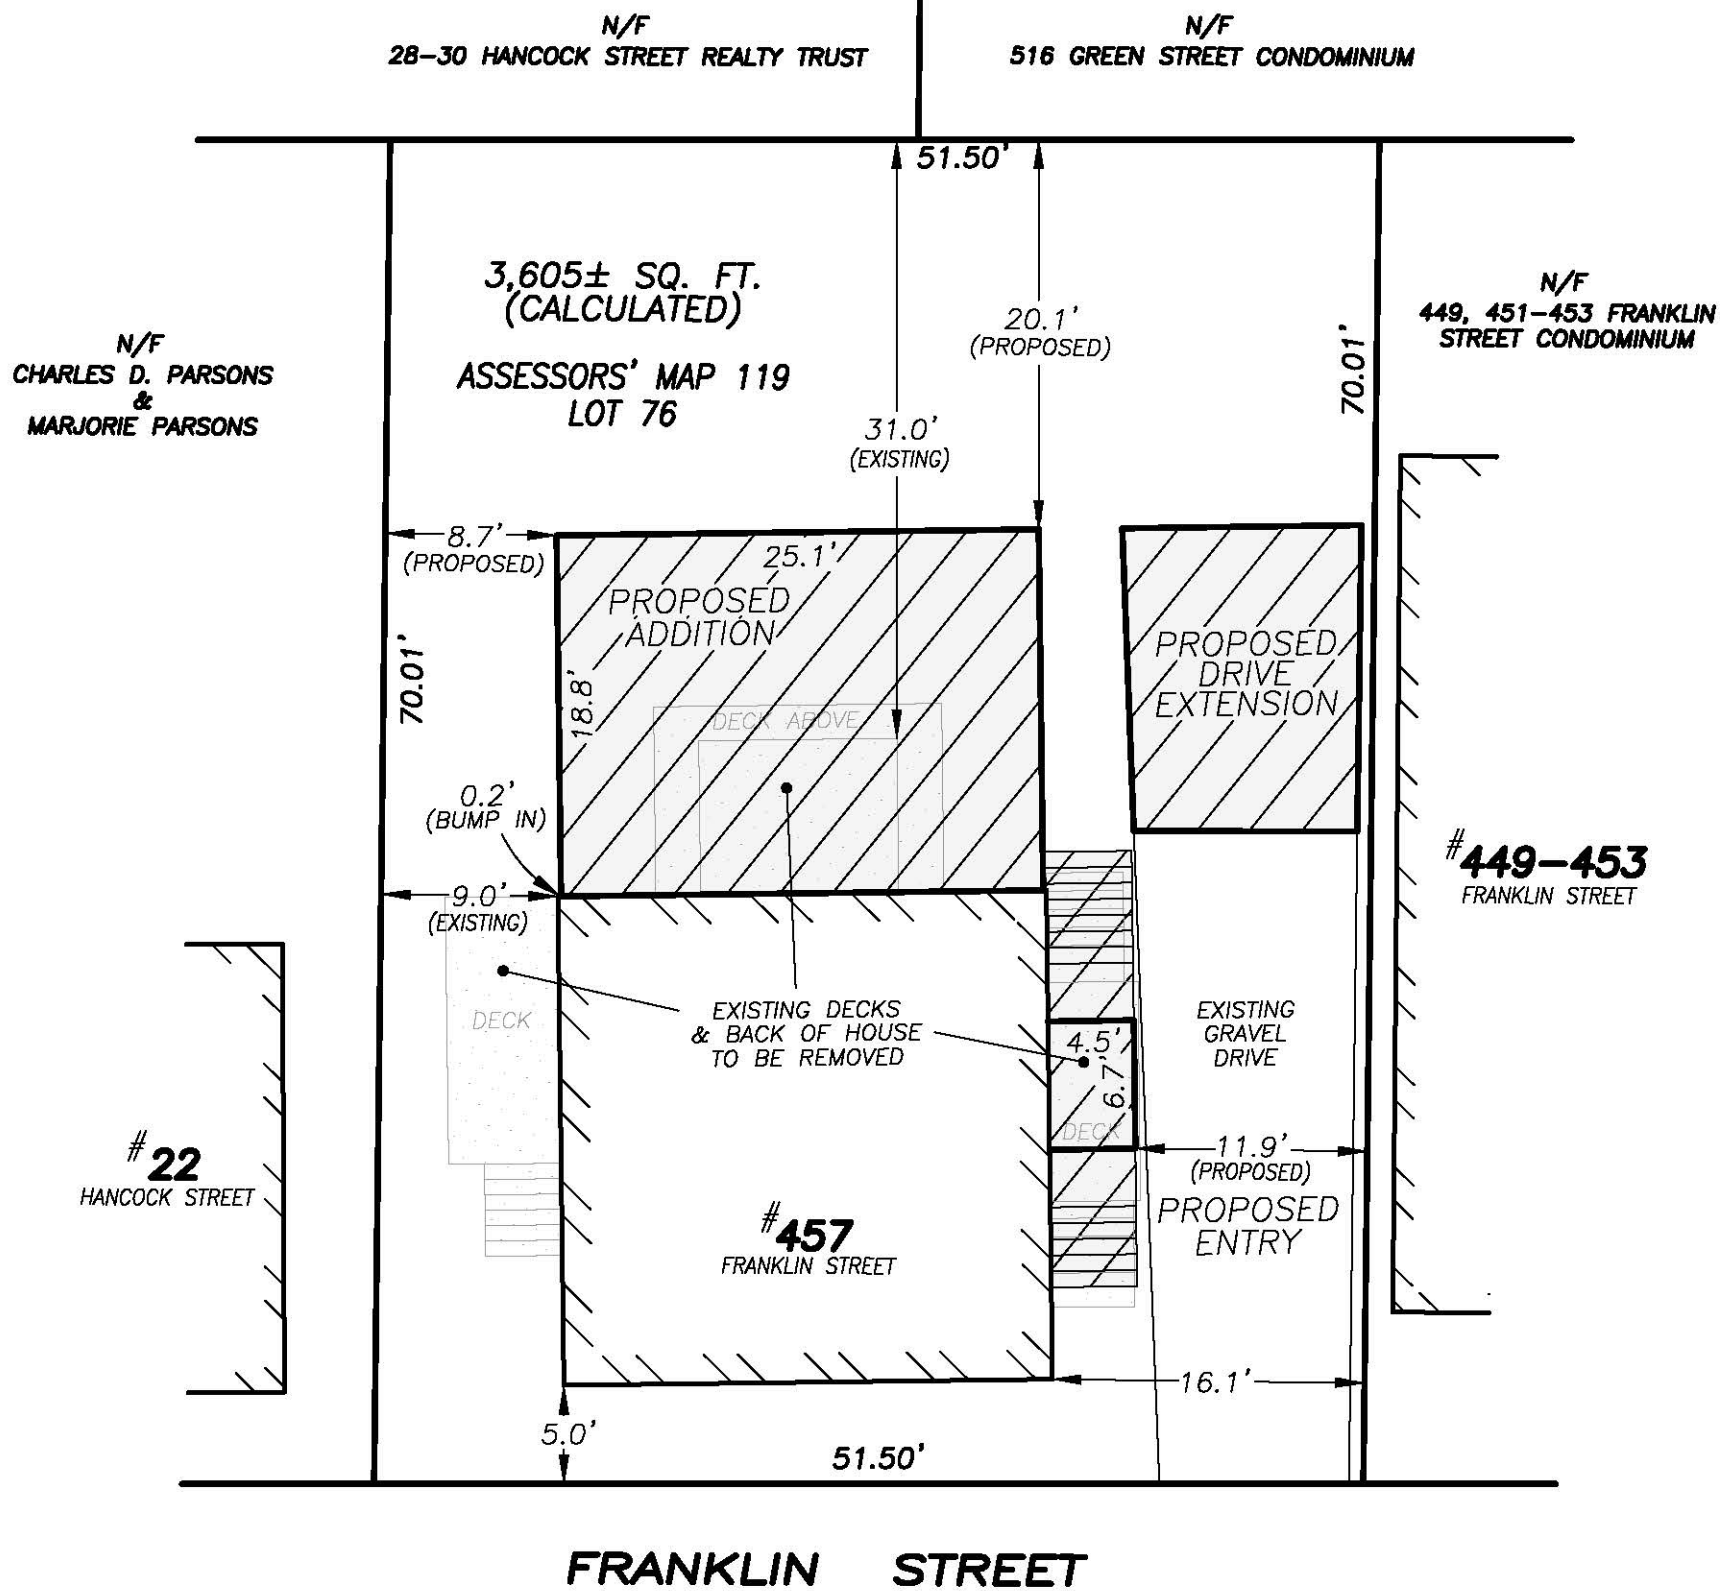 N/F
28-30 HANCOCK STREET REALTY TRUST
N/F
516 GREEN STREET CONDOMINIUM
51.50'
3,605± SQ. FT.
(CALCULATED)
ASSESSORS' MAP 119
LOT 76
20.1'
(PROPOSED)
31.0'
(EXISTING)
70.01'
N/F
449, 451-453 FRANKLIN
STREET CONDOMINIUM
N/F
CHARLES D. PARSONS
&
MARJORIE PARSONS
8.7'
(PROPOSED)
25.1'
PROPOSED
ADDITION
18.8'
70.01'
DECK ABOVE
PROPOSED
DRIVE
EXTENSION
0.2'
(BUMP IN)
9.0'
(EXISTING)
#449-453
FRANKLIN STREET
DECK
EXISTING DECKS
& BACK OF HOUSE
TO BE REMOVED
4.5'
6.7'
DECK
EXISTING
GRAVEL
DRIVE
11.9'
(PROPOSED)
PROPOSED
ENTRY
#22
HANCOCK STREET
#457
FRANKLIN STREET
16.1'
5.0'
51.50'
FRANKLIN STREET